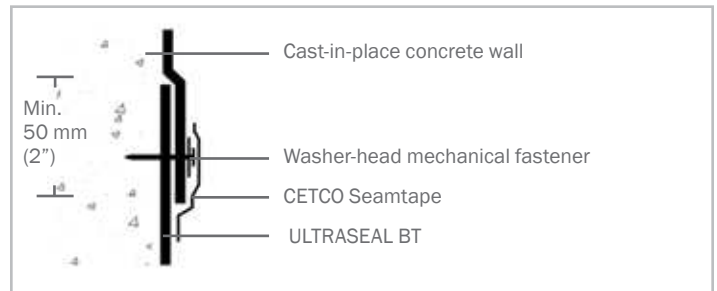 Cast-in-place concrete wall
Min.
50 mm
(2”)
Washer-head mechanical fastener
CETCO Seamtape
ULTRASEAL BT